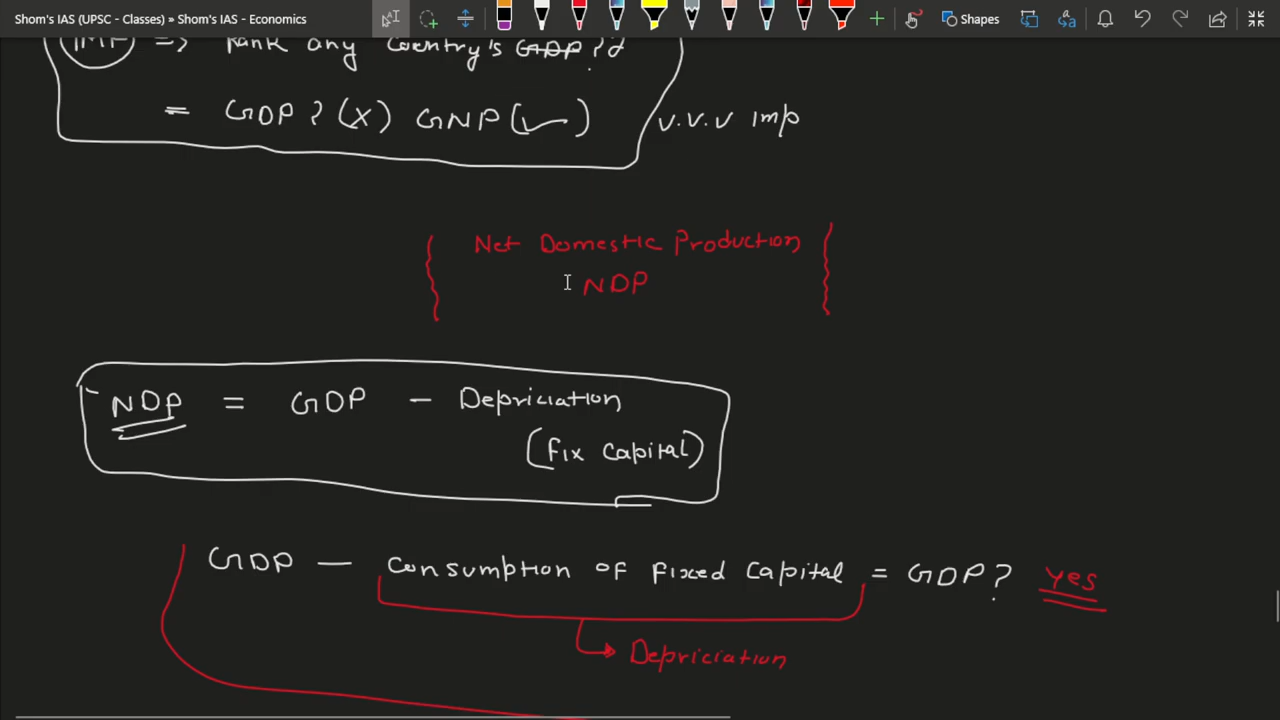 Shom's IAS (UPSC - Classes) » Shom's IAS - Economics
Shapes
IMF => Rank any Country's GDP?
= GDP? (X) GNP (✓) v.v.v imp
Net Domestic Production
NDP
NDP = GDP - Depriciation
(Fix Capital)
GDP - Consumption of Fixed Capital = GDP? Yes
Depriciation